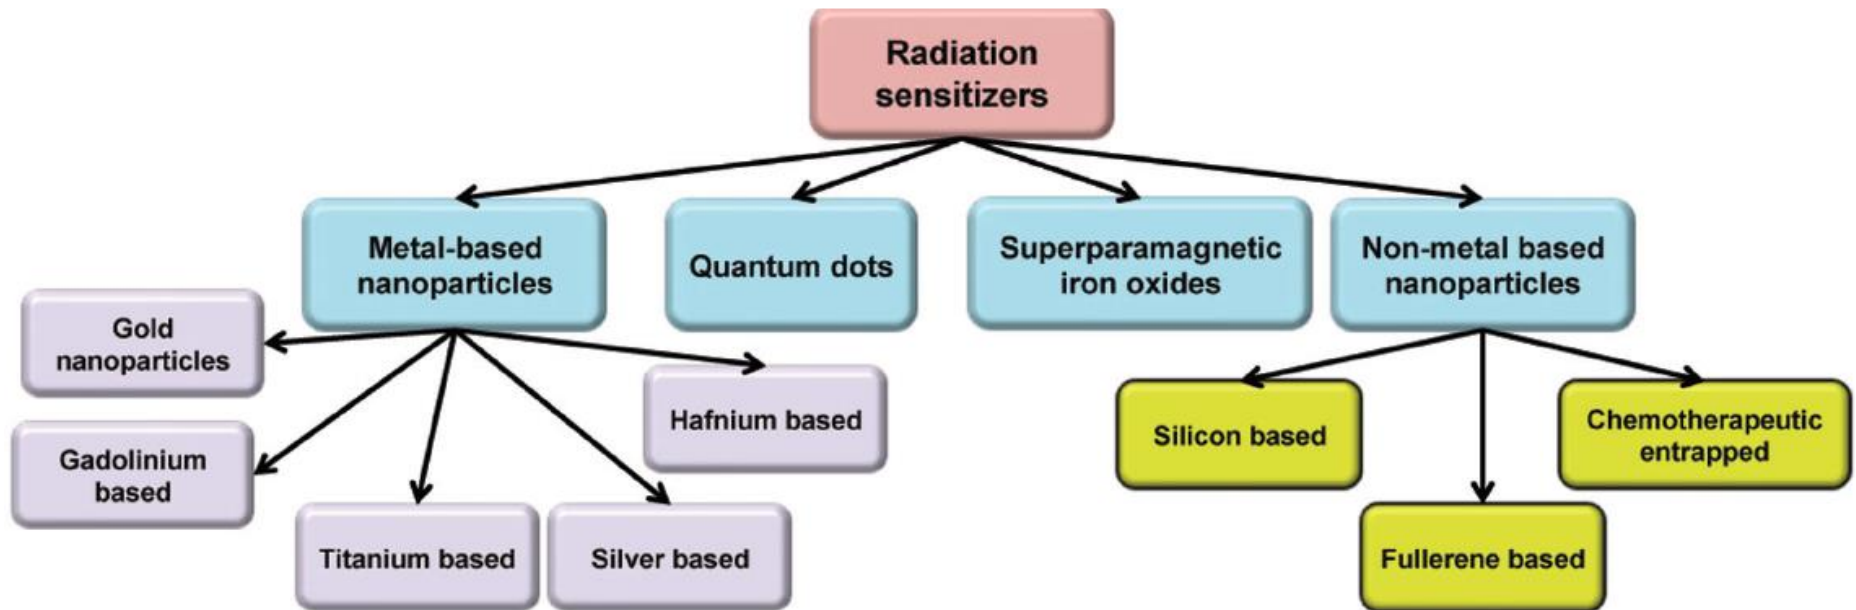 Radiation
sensitizers
Metal-based
nanoparticles
Quantum dots
Superparamagnetic
iron oxides
Non-metal based
nanoparticles
Gold
nanoparticles
Gadolinium
based
Titanium based
Silver based
Hafnium based
Silicon based
Fullerene based
Chemotherapeutic
entrapped